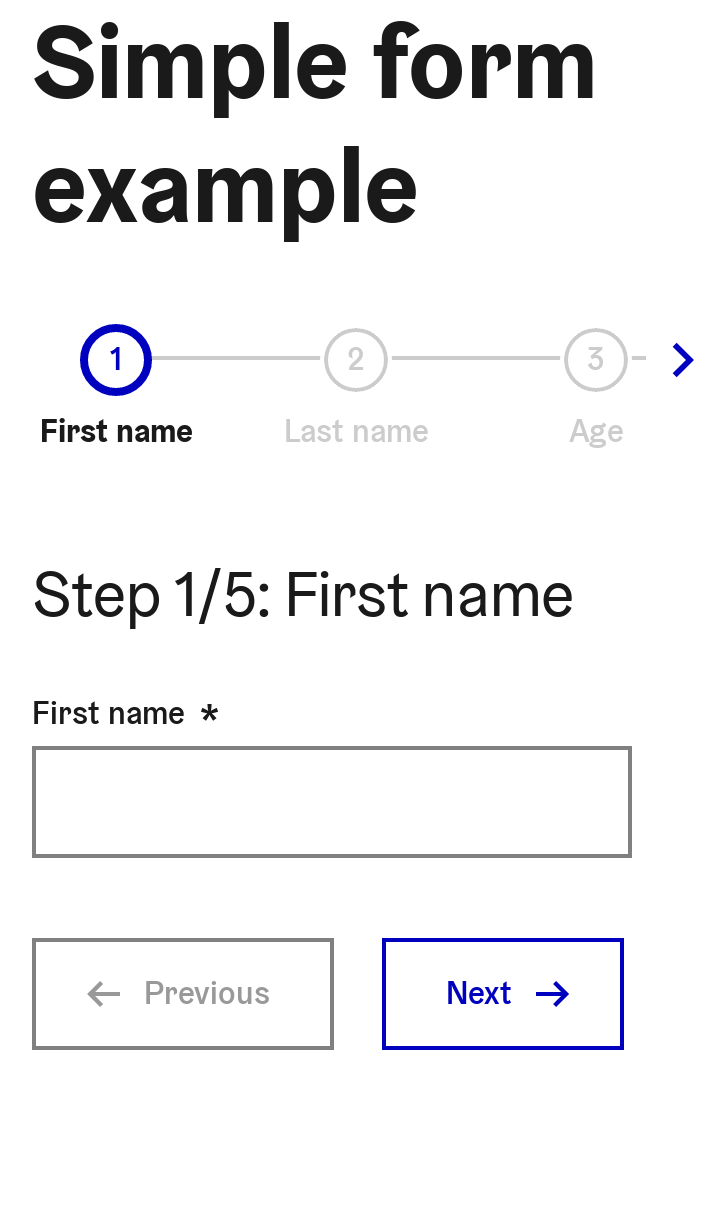 Simple form
example
1 2 3
First name Last name Age
Step 1/5: First name
First name *
Previous Next